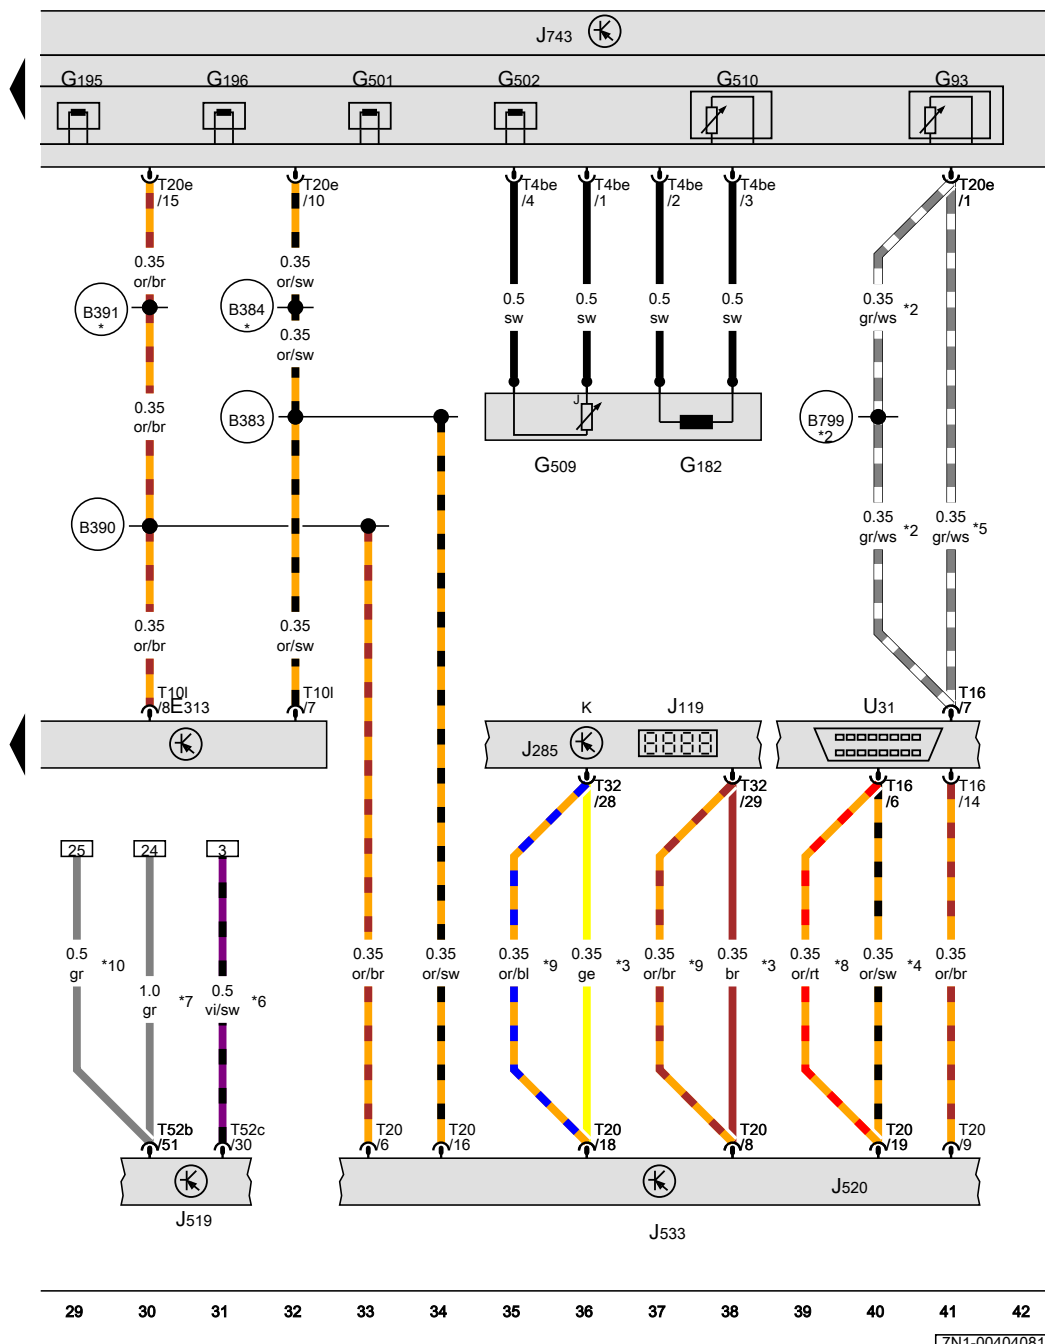 J743
G195 G196 G501 G502 G510 G93
T20e /15
T20e /10
T4be /4
T4be /1
T4be /2
T4be /3
T20e /1
0.35 or/br
0.35 or/sw
B391 *
B384 *
0.5 sw
0.5 sw
0.5 sw
0.5 sw
0.35 gr/ws *2
0.35 or/sw
0.35 or/br
B383
J
B799 *2
G509 G182
B390
0.35 gr/ws *2
0.35 gr/ws *5
0.35 or/br
0.35 or/sw
T10l /8
E313
T10l /7
K
J119
U31
T16 /7
J285
T32 /28
T32 /29
T16 /6
T16 /14
25 24 3
0.5 gr *10
1.0 gr *7
0.5 vi/sw *6
0.35 or/br
0.35 or/sw
0.35 or/bl *9
0.35 ge *3
0.35 or/br *9
0.35 br *3
0.35 or/rt *8
0.35 or/sw *4
0.35 or/br
T52b /51
T52c /30
T20 /6
T20 /16
T20 /18
T20 /8
T20 /19
T20 /9
J519
J520
J533
29 30 31 32 33 34 35 36 37 38 39 40 41 42
7N1-00404081